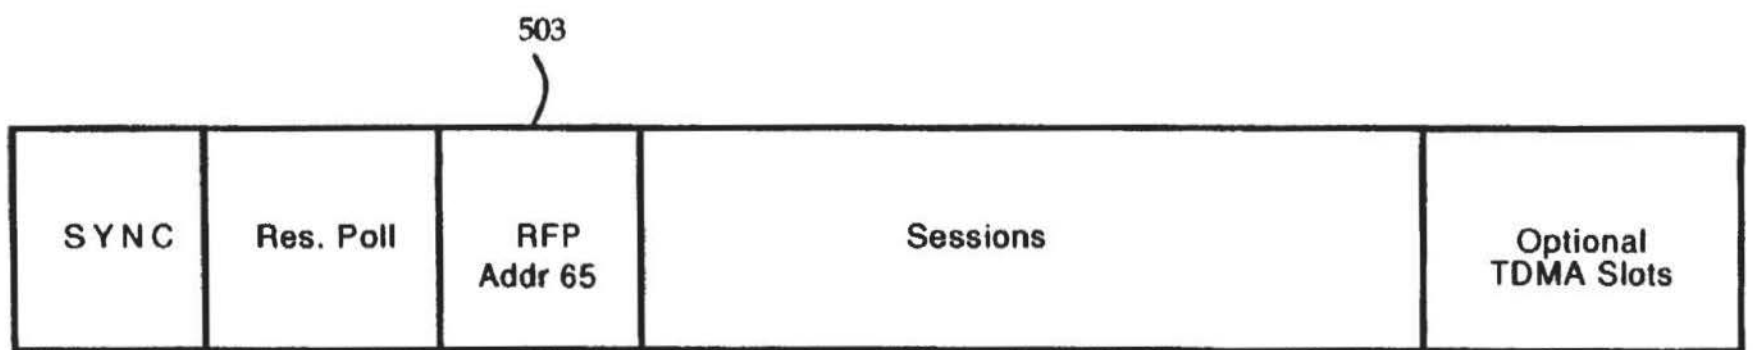 503
SYNC
Res. Poll
RFP
Addr 65
Sessions
Optional
TDMA Slots